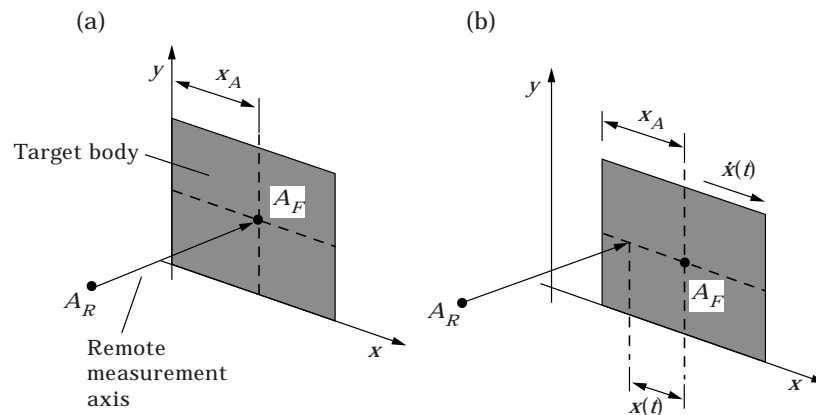 (a)
y
x_A
Target body
A_F
A_R
Remote
measurement
axis
x
(b)
y
x_A
ẋ(t)
A_F
A_R
x(t)
x